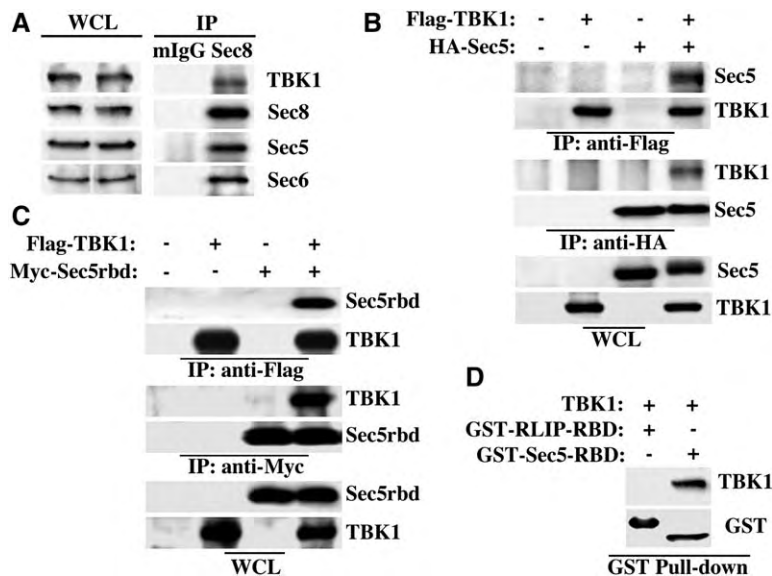 A
WCL IP
mIgG Sec8
TBK1
Sec8
Sec5
Sec6
B
Flag-TBK1: - + - +
HA-Sec5: - - + +
Sec5
TBK1
IP: anti-Flag
TBK1
Sec5
IP: anti-HA
Sec5
TBK1
WCL
C
Flag-TBK1: - + - +
Myc-Sec5rbd: - - + +
Sec5rbd
TBK1
IP: anti-Flag
TBK1
Sec5rbd
IP: anti-Myc
Sec5rbd
TBK1
WCL
D
TBK1: + +
GST-RLIP-RBD: + -
GST-Sec5-RBD: - +
TBK1
GST
GST Pull-down